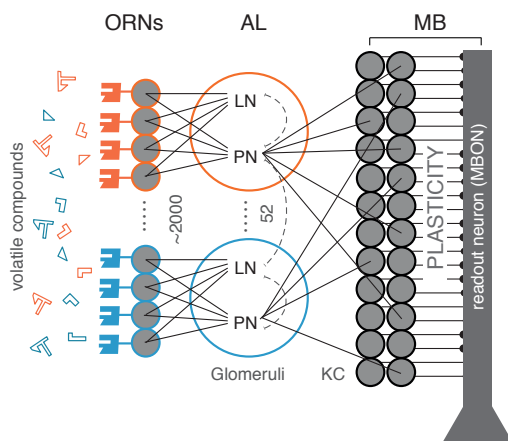 ORNs
AL
MB
volatile compounds
LN
PN
~2000
52
LN
PN
Glomeruli
KC
PLASTICITY
readout neuron (MBON)